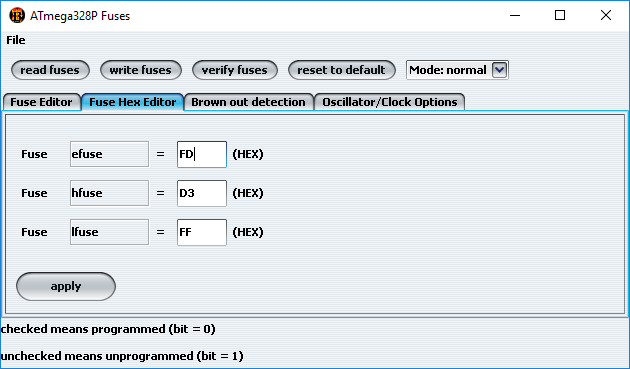 ATmega328P Fuses
File
read fuses write fuses verify fuses reset to default Mode: normal
Fuse Editor Fuse Hex Editor Brown out detection Oscillator/Clock Options
Fuse efuse = FD (HEX)
Fuse hfuse = D3 (HEX)
Fuse lfuse = FF (HEX)
apply
checked means programmed (bit = 0)
unchecked means unprogrammed (bit = 1)